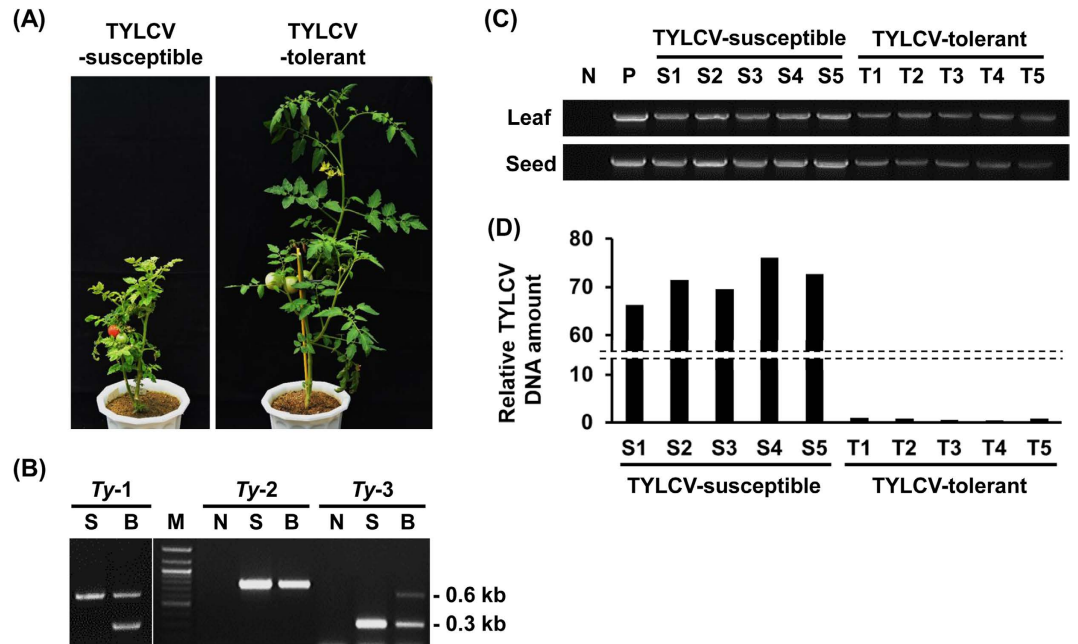 (A)
TYLCV
-susceptible
TYLCV
-tolerant
(B)
Ty-1 Ty-2 Ty-3
S B M N S B N S B
- 0.6 kb
- 0.3 kb
(C)
TYLCV-susceptible TYLCV-tolerant
N P S1 S2 S3 S4 S5 T1 T2 T3 T4 T5
Leaf
Seed
(D)
Relative TYLCV
DNA amount
80
70
60
10
0
S1 S2 S3 S4 S5 T1 T2 T3 T4 T5
TYLCV-susceptible TYLCV-tolerant